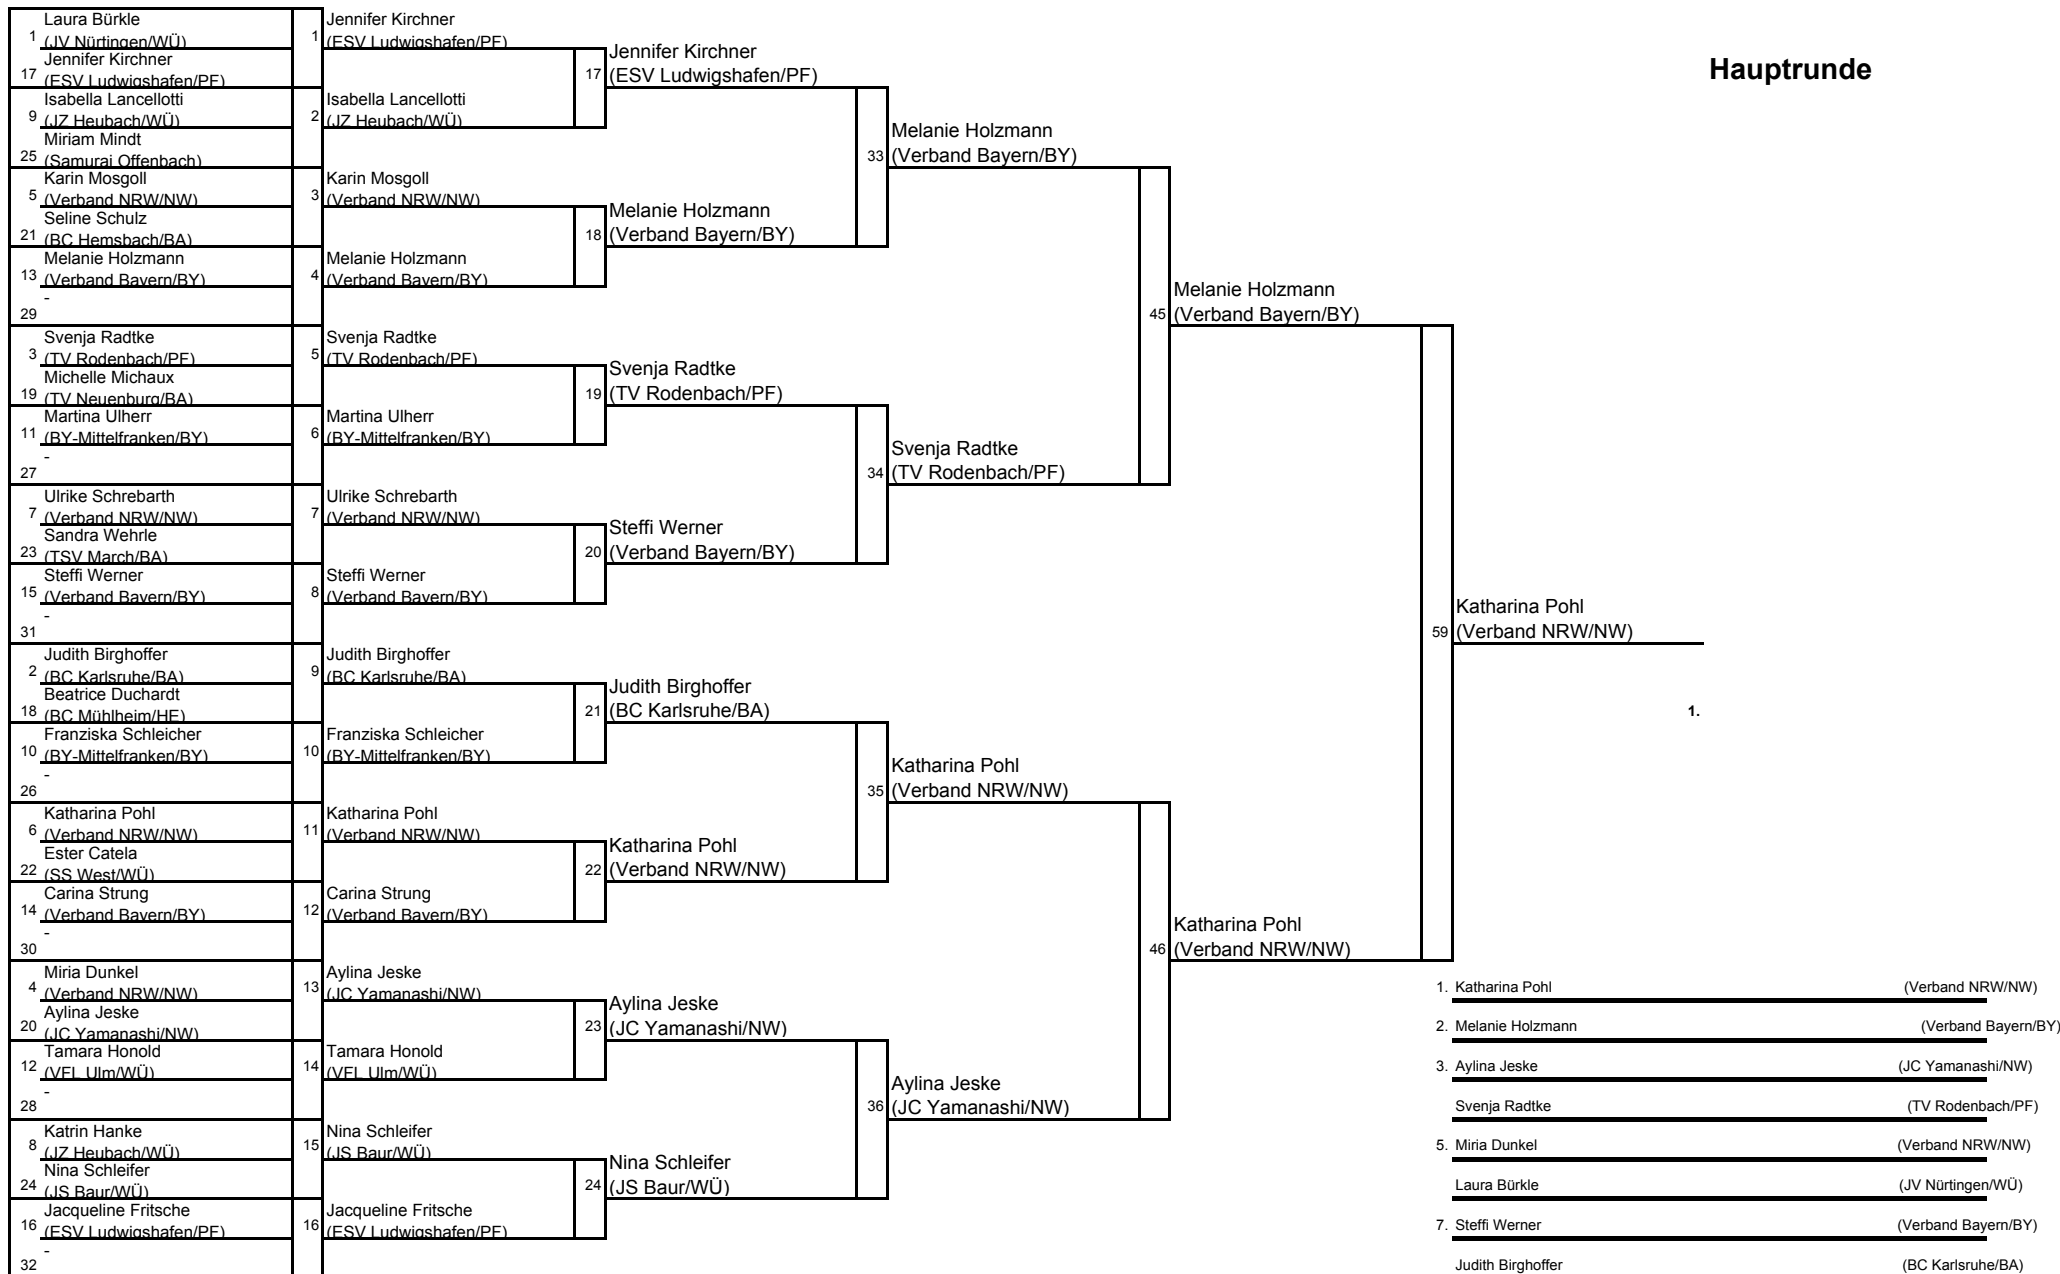 Hauptrunde
Laura Bürkle
1 (JV Nürtingen/WÜ)
Jennifer Kirchner
17 (ESV Ludwigshafen/PF)
Isabella Lancellotti
9 (JZ Heubach/WÜ)
Miriam Mindt
25 (Samurai Offenbach)
Karin Mosgoll
5 (Verband NRW/NW)
Seline Schulz
21 (BC Hemsbach/BA)
Melanie Holzmann
13 (Verband Bayern/BY)
-
29
Svenja Radtke
3 (TV Rodenbach/PF)
Michelle Michaux
19 (TV Neuenburg/BA)
Martina Ulherr
11 (BY-Mittelfranken/BY)
-
27
Ulrike Schrebarth
7 (Verband NRW/NW)
Sandra Wehrle
23 (TSV March/BA)
Steffi Werner
15 (Verband Bayern/BY)
-
31
Judith Birghoffer
2 (BC Karlsruhe/BA)
Beatrice Duchardt
18 (BC Mühlheim/HE)
Franziska Schleicher
10 (BY-Mittelfranken/BY)
-
26
Katharina Pohl
6 (Verband NRW/NW)
Ester Catela
22 (SS West/WÜ)
Carina Strung
14 (Verband Bayern/BY)
-
30
Miria Dunkel
4 (Verband NRW/NW)
Aylina Jeske
20 (JC Yamanashi/NW)
Tamara Honold
12 (VFL Ulm/WÜ)
-
28
Katrin Hanke
8 (JZ Heubach/WÜ)
Nina Schleifer
24 (JS Baur/WÜ)
Jacqueline Fritsche
16 (ESV Ludwigshafen/PF)
-
32
Jennifer Kirchner
1 (ESV Ludwigshafen/PF)
Isabella Lancellotti
2 (JZ Heubach/WÜ)
Karin Mosgoll
3 (Verband NRW/NW)
Melanie Holzmann
4 (Verband Bayern/BY)
Svenja Radtke
5 (TV Rodenbach/PF)
Martina Ulherr
6 (BY-Mittelfranken/BY)
Ulrike Schrebarth
7 (Verband NRW/NW)
Steffi Werner
8 (Verband Bayern/BY)
Judith Birghoffer
9 (BC Karlsruhe/BA)
Franziska Schleicher
10 (BY-Mittelfranken/BY)
Katharina Pohl
11 (Verband NRW/NW)
Carina Strung
12 (Verband Bayern/BY)
Aylina Jeske
13 (JC Yamanashi/NW)
Tamara Honold
14 (VFL Ulm/WÜ)
Nina Schleifer
15 (JS Baur/WÜ)
Jacqueline Fritsche
16 (ESV Ludwigshafen/PF)
Jennifer Kirchner
17 (ESV Ludwigshafen/PF)
Melanie Holzmann
18 (Verband Bayern/BY)
Svenja Radtke
19 (TV Rodenbach/PF)
Steffi Werner
20 (Verband Bayern/BY)
Judith Birghoffer
21 (BC Karlsruhe/BA)
Katharina Pohl
22 (Verband NRW/NW)
Aylina Jeske
23 (JC Yamanashi/NW)
Nina Schleifer
24 (JS Baur/WÜ)
Melanie Holzmann
33 (Verband Bayern/BY)
Svenja Radtke
34 (TV Rodenbach/PF)
Katharina Pohl
35 (Verband NRW/NW)
Aylina Jeske
36 (JC Yamanashi/NW)
Melanie Holzmann
45 (Verband Bayern/BY)
Katharina Pohl
46 (Verband NRW/NW)
Katharina Pohl
59 (Verband NRW/NW)
1.
1. Katharina Pohl (Verband NRW/NW)
2. Melanie Holzmann (Verband Bayern/BY)
3. Aylina Jeske (JC Yamanashi/NW)
Svenja Radtke (TV Rodenbach/PF)
5. Miria Dunkel (Verband NRW/NW)
Laura Bürkle (JV Nürtingen/WÜ)
7. Steffi Werner (Verband Bayern/BY)
Judith Birghoffer (BC Karlsruhe/BA)